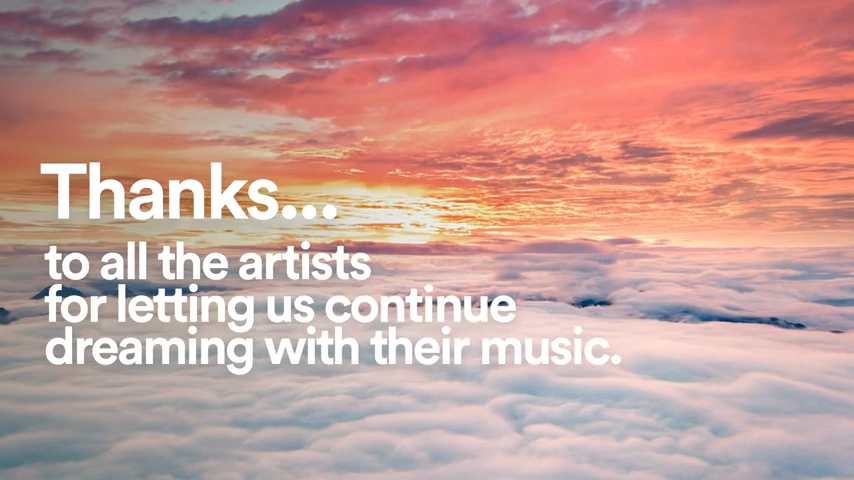 Thanks...
to all the artists
for letting us continue
dreaming with their music.